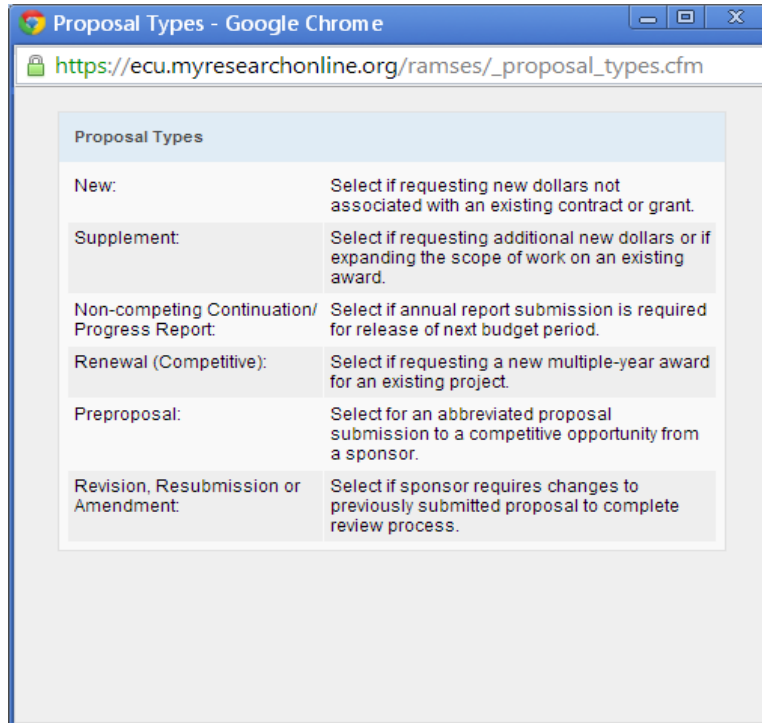 Proposal Types - Google Chrome
https://ecu.myresearchonline.org/ramses/_proposal_types.cfm
Proposal Types
New:
Select if requesting new dollars not
associated with an existing contract or grant.
Supplement:
Select if requesting additional new dollars or if
expanding the scope of work on an existing
award.
Non-competing Continuation/
Progress Report:
Select if annual report submission is required
for release of next budget period.
Renewal (Competitive):
Select if requesting a new multiple-year award
for an existing project.
Preproposal:
Select for an abbreviated proposal
submission to a competitive opportunity from
a sponsor.
Revision, Resubmission or
Amendment:
Select if sponsor requires changes to
previously submitted proposal to complete
review process.